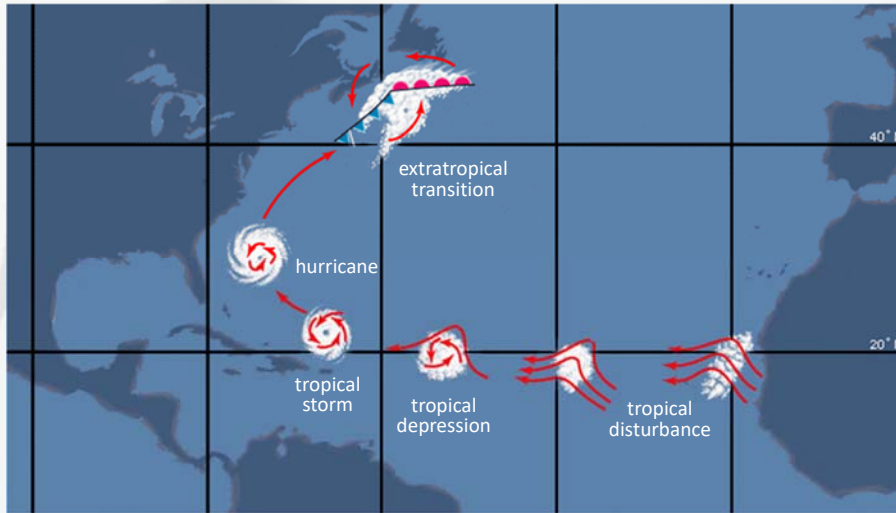 extratropical
transition
40°
hurricane
20°
tropical
storm
tropical
depression
tropical
disturbance